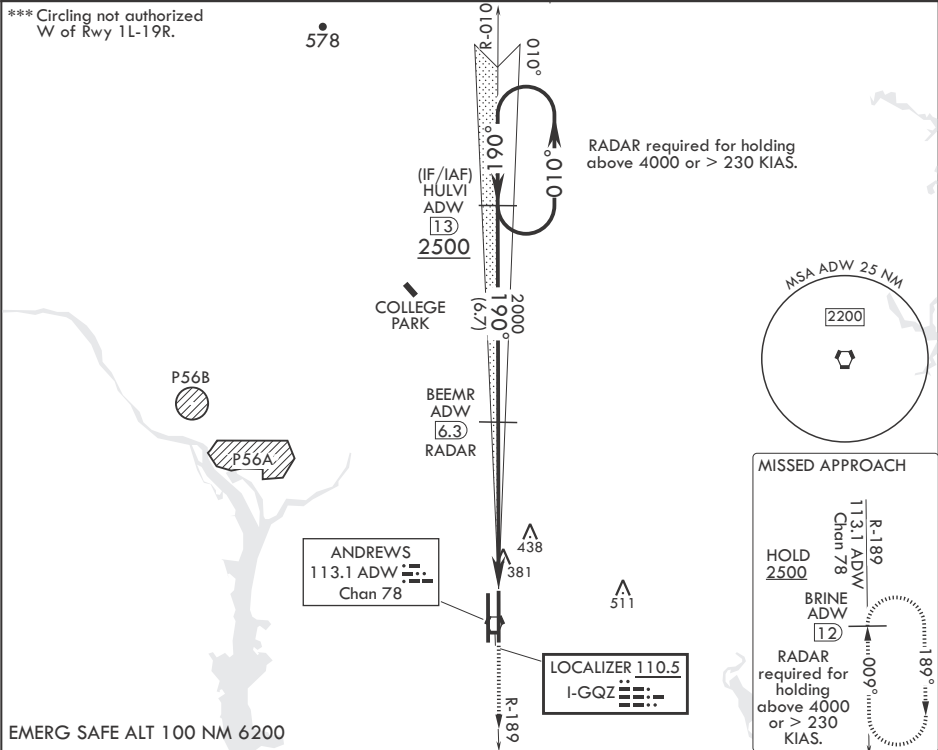 *** Circling not authorized
W of Rwy 1L-19R.
578
R-010
010°
190°
010°
RADAR required for holding
above 4000 or > 230 KIAS.
(IF/IAF)
HULVI
ADW
13
2500
COLLEGE
PARK
2000
190°
(6.7)
MSA ADW 25 NM
2200
P56B
P56A
BEEMR
ADW
6.3
RADAR
438
381
511
ANDREWS
113.1 ADW
Chan 78
LOCALIZER 110.5
I-GQZ
R-189
MISSED APPROACH
R-189
113.1 ADW
Chan 78
HOLD
2500
BRINE
ADW
12
RADAR
required for
holding
above 4000
or > 230
KIAS.
009°
189°
EMERG SAFE ALT 100 NM 6200